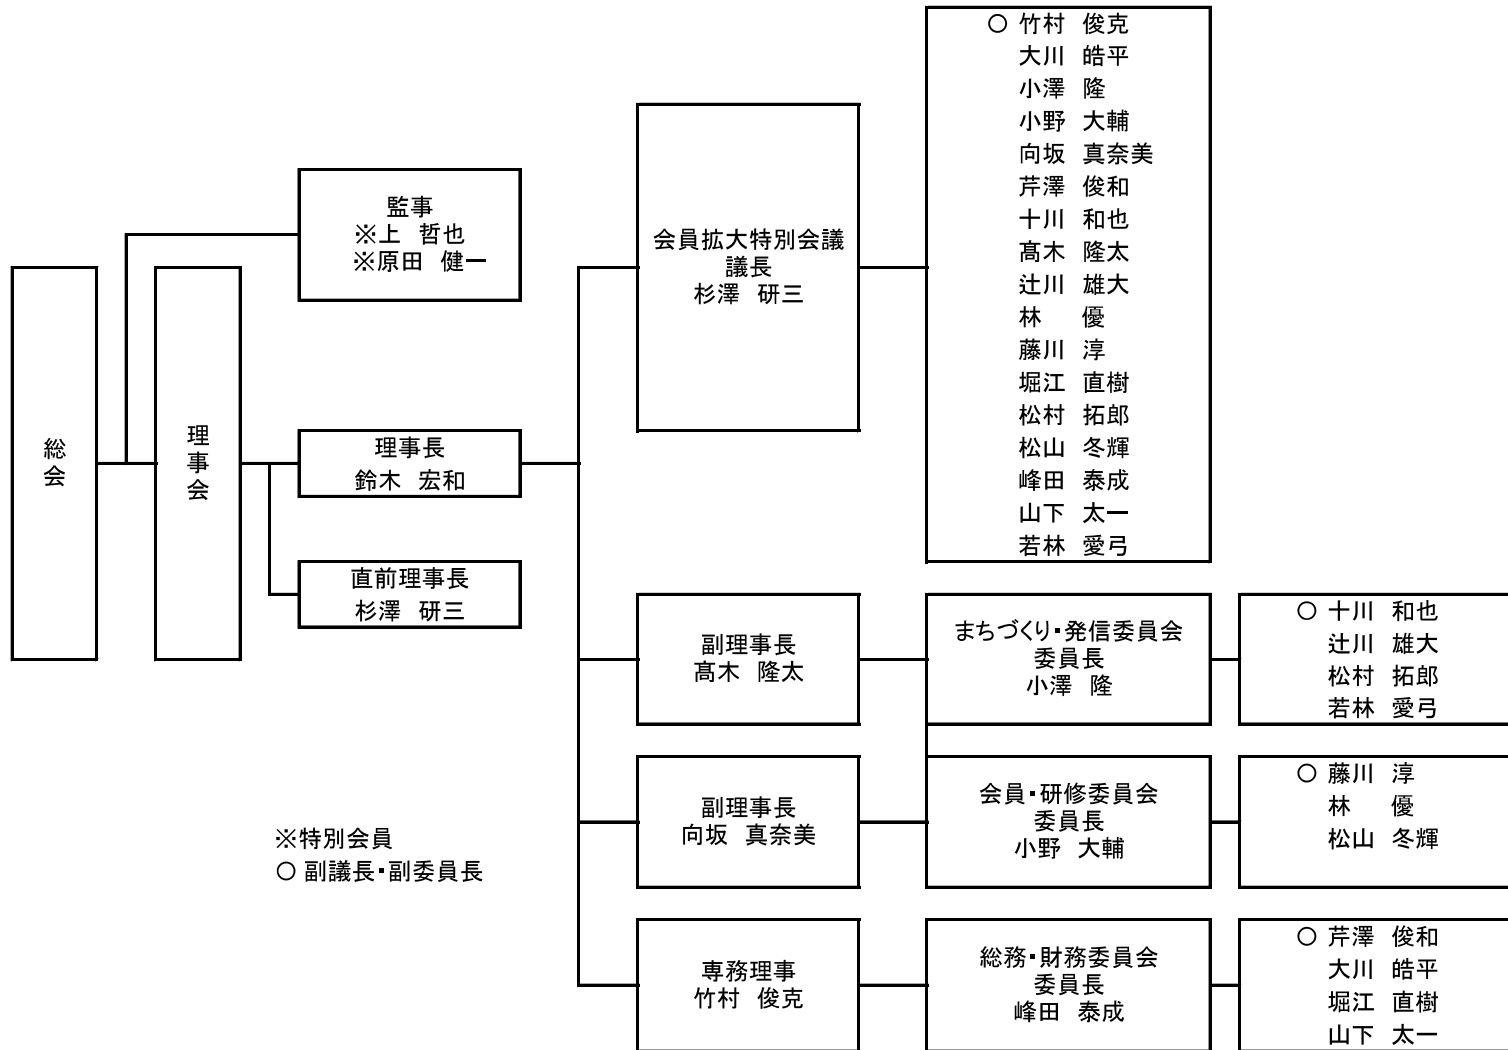 総会
理事会
監事
※上 哲也
※原田 健一
理事長
鈴木 宏和
直前理事長
杉澤 研三
会員拡大特別会議
議長
杉澤 研三
○ 竹村 俊克
大川 皓平
小澤 隆
小野 大輔
向坂 真奈美
芹澤 俊和
十川 和也
髙木 隆太
辻川 雄大
林 優
藤川 淳
堀江 直樹
松村 拓郎
松山 冬輝
峰田 泰成
山下 太一
若林 愛弓
副理事長
髙木 隆太
まちづくり・発信委員会
委員長
小澤 隆
○ 十川 和也
辻川 雄大
松村 拓郎
若林 愛弓
副理事長
向坂 真奈美
会員・研修委員会
委員長
小野 大輔
○ 藤川 淳
林 優
松山 冬輝
専務理事
竹村 俊克
総務・財務委員会
委員長
峰田 泰成
○ 芹澤 俊和
大川 皓平
堀江 直樹
山下 太一
※特別会員
○ 副議長・副委員長